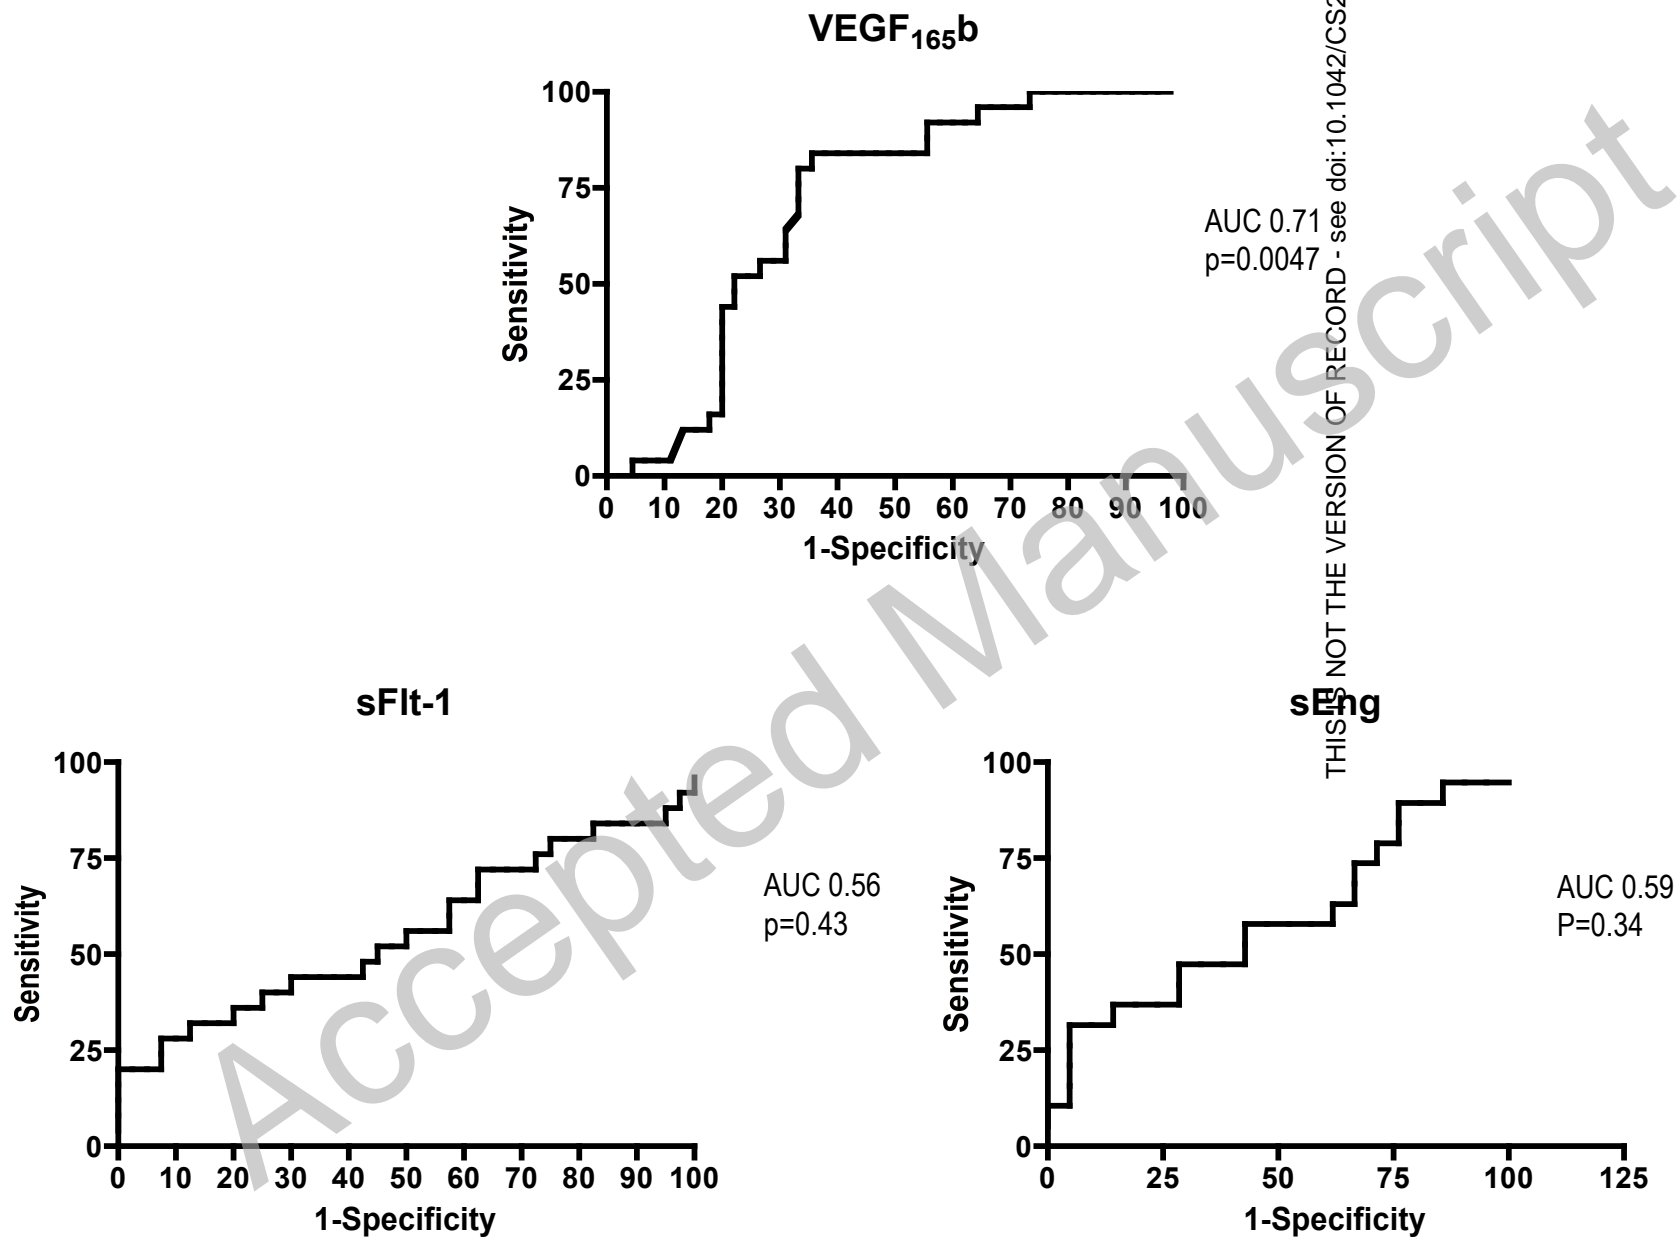 VEGF165b
100
75
50
25
0
Sensitivity
0 10 20 30 40 50 60 70 80 90 100
1-Specificity
AUC 0.71
p=0.0047
THIS IS NOT THE VERSION OF RECORD - see doi:10.1042/CS2
Accepted Manuscript
sFlt-1
100
75
50
25
0
Sensitivity
0 10 20 30 40 50 60 70 80 90 100
1-Specificity
AUC 0.56
p=0.43
sEng
100
75
50
25
0
Sensitivity
0 25 50 75 100 125
1-Specificity
AUC 0.59
P=0.34